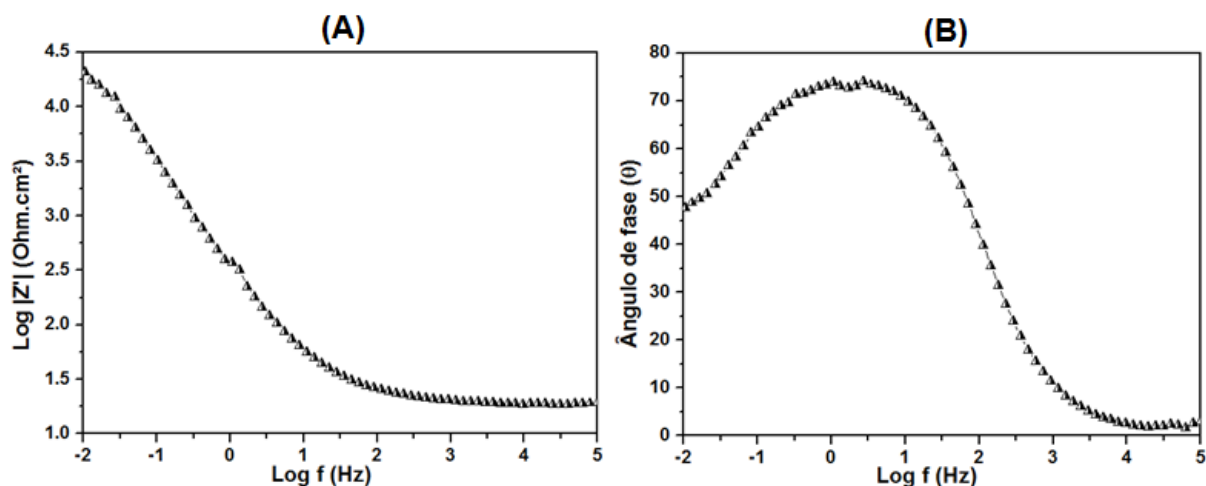 (A)
Log |Z'| (Ohm.cm²)
4.5
4.0
3.5
3.0
2.5
2.0
1.5
1.0
-2 -1 0 1 2 3 4 5
Log f (Hz)
(B)
Ângulo de fase (θ)
80
70
60
50
40
30
20
10
0
-2 -1 0 1 2 3 4 5
Log f (Hz)